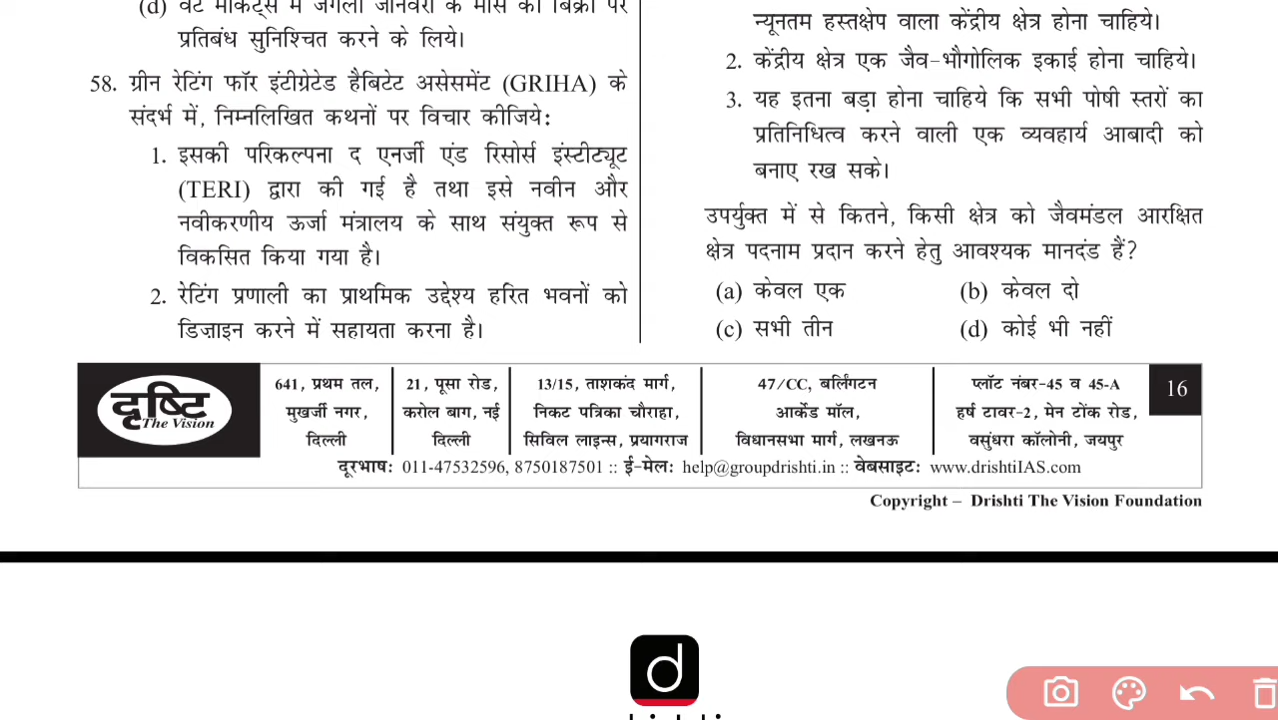 (d) वेट मार्केट्स में जंगली जानवरों के मांस की बिक्री पर
प्रतिबंध सुनिश्चित करने के लिये।
58. ग्रीन रेटिंग फॉर इंटीग्रेटेड हैबिटेट असेसमेंट (GRIHA) के
संदर्भ में, निम्नलिखित कथनों पर विचार कीजिये:
1. इसकी परिकल्पना द एनर्जी एंड रिसोर्स इंस्टीट्यूट
(TERI) द्वारा की गई है तथा इसे नवीन और
नवीकरणीय ऊर्जा मंत्रालय के साथ संयुक्त रूप से
विकसित किया गया है।
2. रेटिंग प्रणाली का प्राथमिक उद्देश्य हरित भवनों को
डिज़ाइन करने में सहायता करना है।
न्यूनतम हस्तक्षेप वाला केंद्रीय क्षेत्र होना चाहिये।
2. केंद्रीय क्षेत्र एक जैव-भौगोलिक इकाई होना चाहिये।
3. यह इतना बड़ा होना चाहिये कि सभी पोषी स्तरों का
प्रतिनिधित्व करने वाली एक व्यवहार्य आबादी को
बनाए रख सके।
उपर्युक्त में से कितने, किसी क्षेत्र को जैवमंडल आरक्षित
क्षेत्र पदनाम प्रदान करने हेतु आवश्यक मानदंड हैं?
(a) केवल एक (b) केवल दो
(c) सभी तीन (d) कोई भी नहीं
दृष्टि
The Vision
641, प्रथम तल,
मुखर्जी नगर,
दिल्ली
21, पूसा रोड,
करोल बाग, नई
दिल्ली
13/15, ताशकंद मार्ग,
निकट पत्रिका चौराहा,
सिविल लाइन्स, प्रयागराज
47/CC, बर्लिंगटन
आर्केड मॉल,
विधानसभा मार्ग, लखनऊ
प्लॉट नंबर-45 व 45-A
हर्ष टावर-2, मेन टोंक रोड,
वसुंधरा कॉलोनी, जयपुर
16
दूरभाष: 011-47532596, 8750187501 :: ई-मेल: help@groupdrishti.in :: वेबसाइट: www.drishtiIAS.com
Copyright – Drishti The Vision Foundation
d